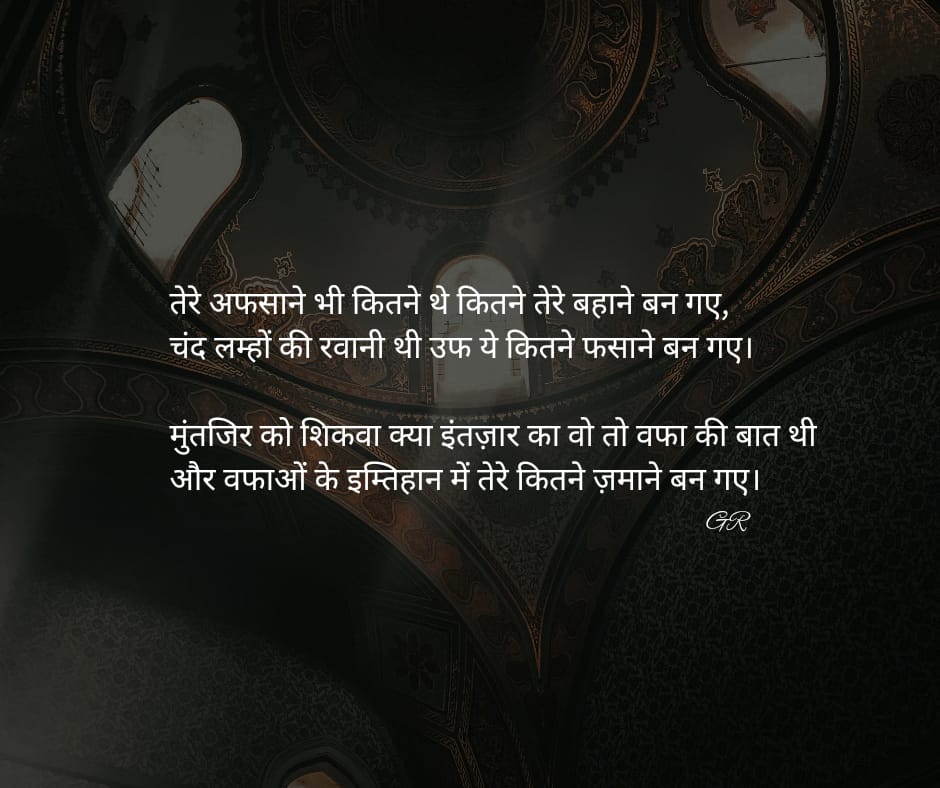 तेरे अफसाने भी कितने थे कितने तेरे बहाने बन गए,
चंद लम्हों की रवानी थी उफ ये कितने फसाने बन गए।
मुंतजिर को शिकवा क्या इंतज़ार का वो तो वफा की बात थी
और वफाओं के इम्तिहान में तेरे कितने ज़माने बन गए।
GR